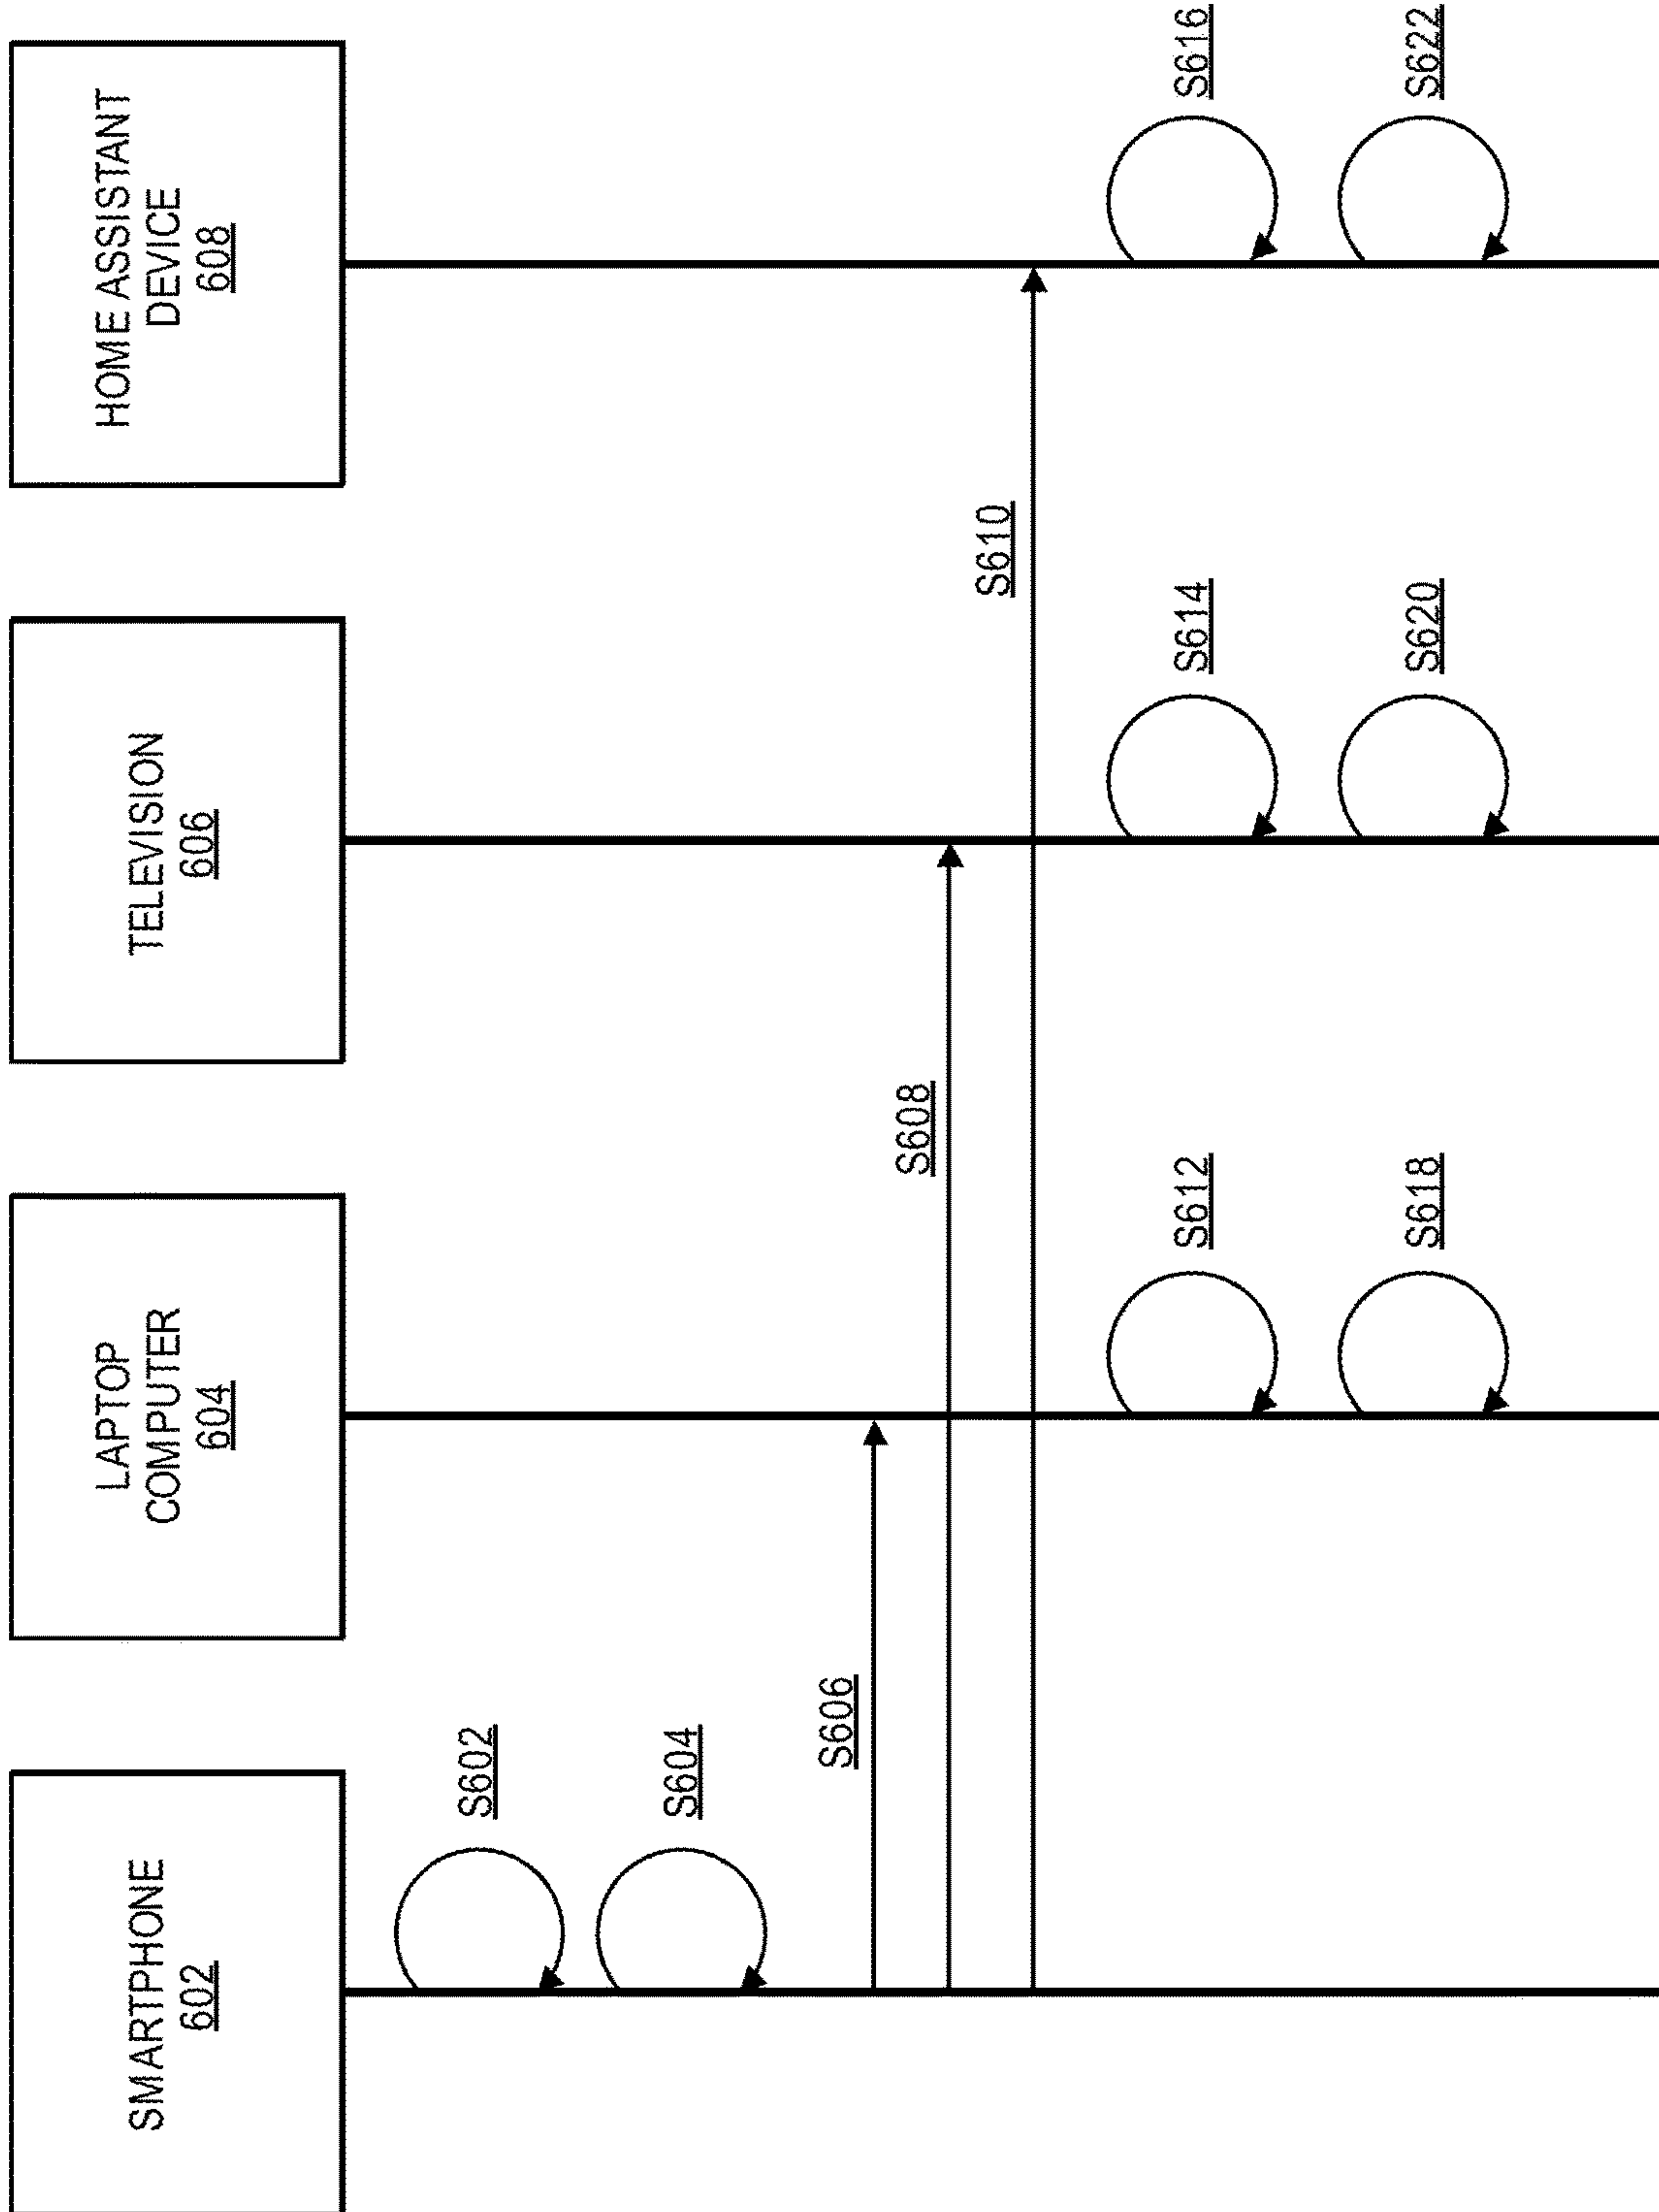 SMARTPHONE
602
LAPTOP
COMPUTER
604
TELEVISION
606
HOME ASSISTANT
DEVICE
608
S602
S604
S606
S608
S610
S612
S614
S616
S618
S620
S622